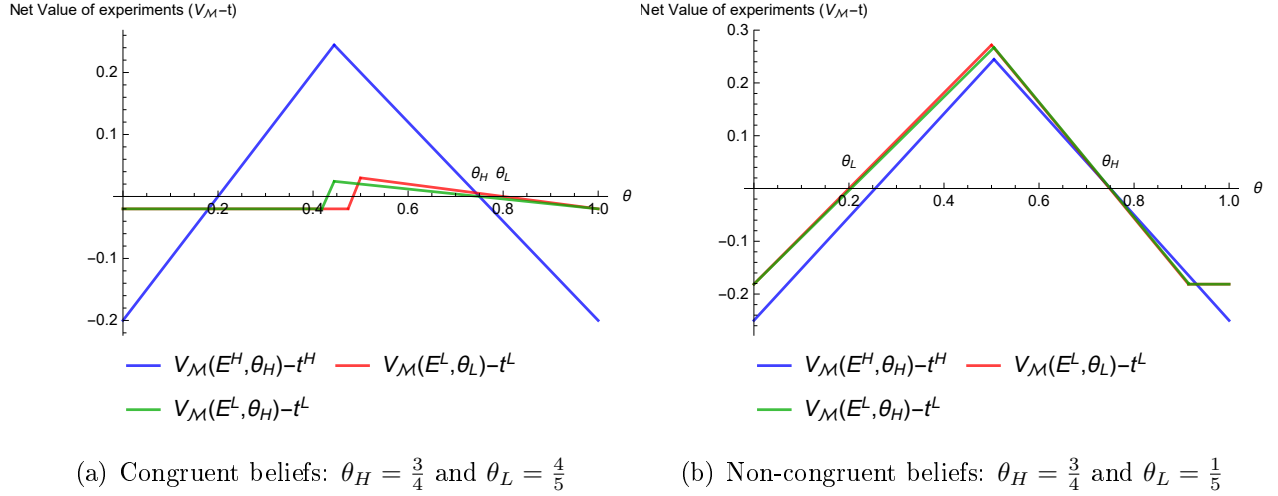 Net Value of experiments (V_ℳ−t)
0.2
0.1
−0.1
−0.2
0.2 0.4 0.6 0.8 1.0
θ_H θ_L
θ
V_ℳ(E^H,θ_H)−t^H V_ℳ(E^L,θ_L)−t^L
V_ℳ(E^L,θ_H)−t^L
(a) Congruent beliefs: θ_H = 3/4 and θ_L = 4/5
Net Value of experiments (V_ℳ−t)
0.3
0.2
0.1
−0.1
−0.2
0.2 0.4 0.6 0.8 1.0
θ_L θ_H
θ
V_ℳ(E^H,θ_H)−t^H V_ℳ(E^L,θ_L)−t^L
V_ℳ(E^L,θ_H)−t^L
(b) Non-congruent beliefs: θ_H = 3/4 and θ_L = 1/5